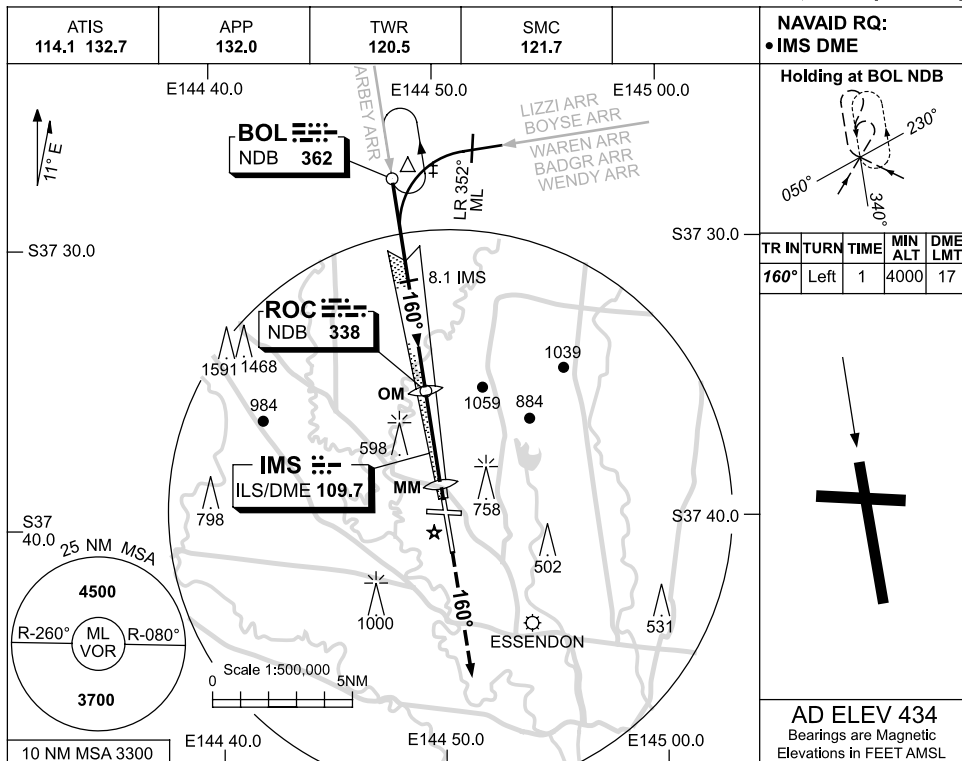 ATIS
114.1 132.7
APP
132.0
TWR
120.5
SMC
121.7
NAVAID RQ:
• IMS DME
Holding at BOL NDB
230°
050°
340°
TR IN TURN TIME MIN ALT DME LMT
160° Left 1 4000 17
E144 40.0
E144 50.0
E145 00.0
11° E
ARBEY ARR
LIZZI ARR
BOYSE ARR
WAREN ARR
BADGR ARR
WENDY ARR
BOL
NDB 362
LR 352°
ML
S37 30.0
S37 30.0
8.1 IMS
160°
ROC
NDB 338
1591
1468
1039
1059
884
984
OM
598
IMS
ILS/DME 109.7
MM
758
798
S37
40.0
S37 40.0
502
25 NM MSA
4500
R-260°
ML
VOR
R-080°
3700
1000
160°
531
ESSENDON
Scale 1:500,000
0 5NM
10 NM MSA 3300
E144 40.0
E144 50.0
E145 00.0
AD ELEV 434
Bearings are Magnetic
Elevations in FEET AMSL